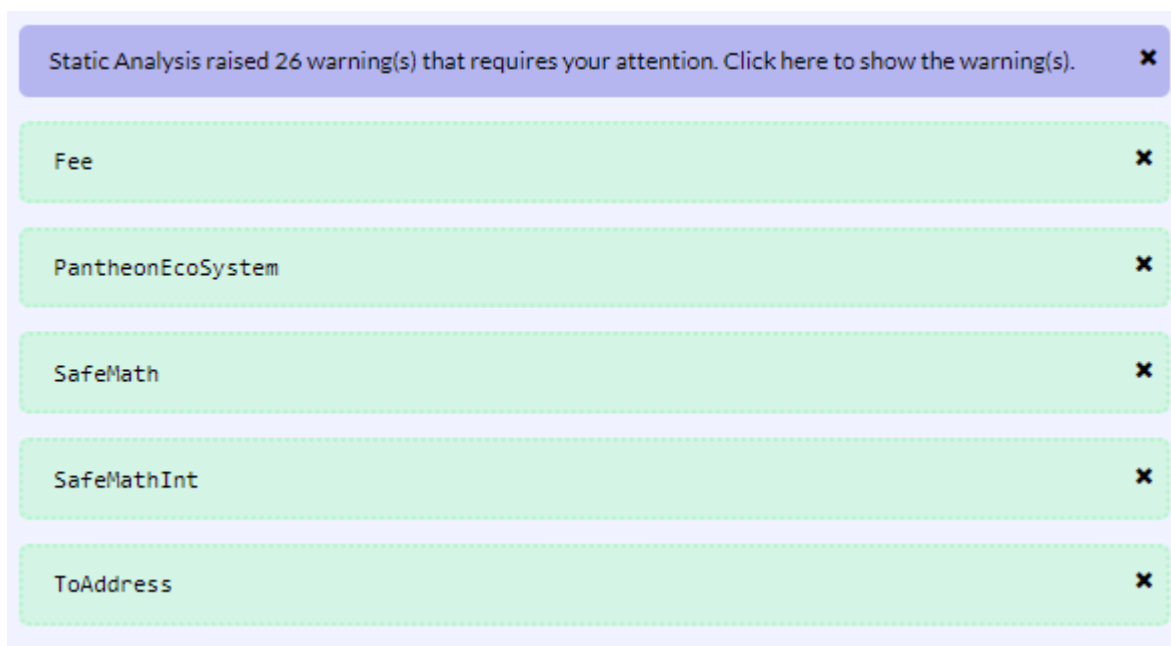 Static Analysis raised 26 warning(s) that requires your attention. Click here to show the warning(s).
Fee
PantheonEcoSystem
SafeMath
SafeMathInt
ToAddress